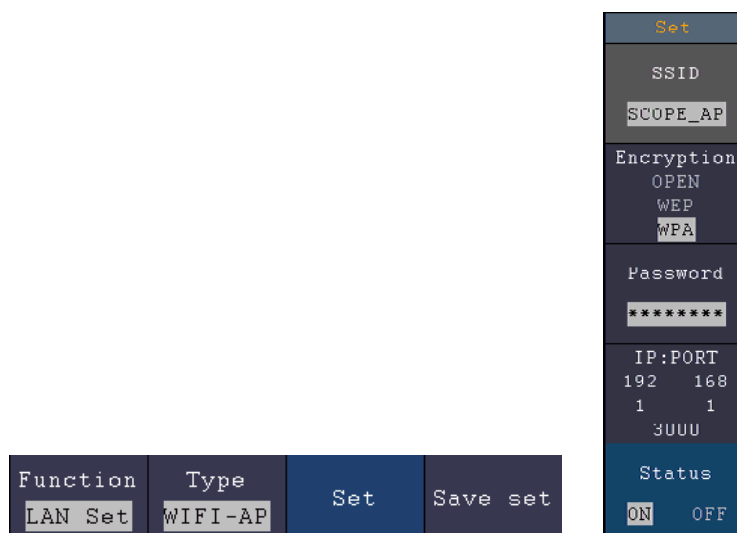 Set
SSID
SCOPE_AP
Encryption
OPEN
WEP
WPA
Password
********
IP:PORT
192 168
1 1
3000
Status
ON OFF
Function Type Set Save set
LAN Set WIFI-AP